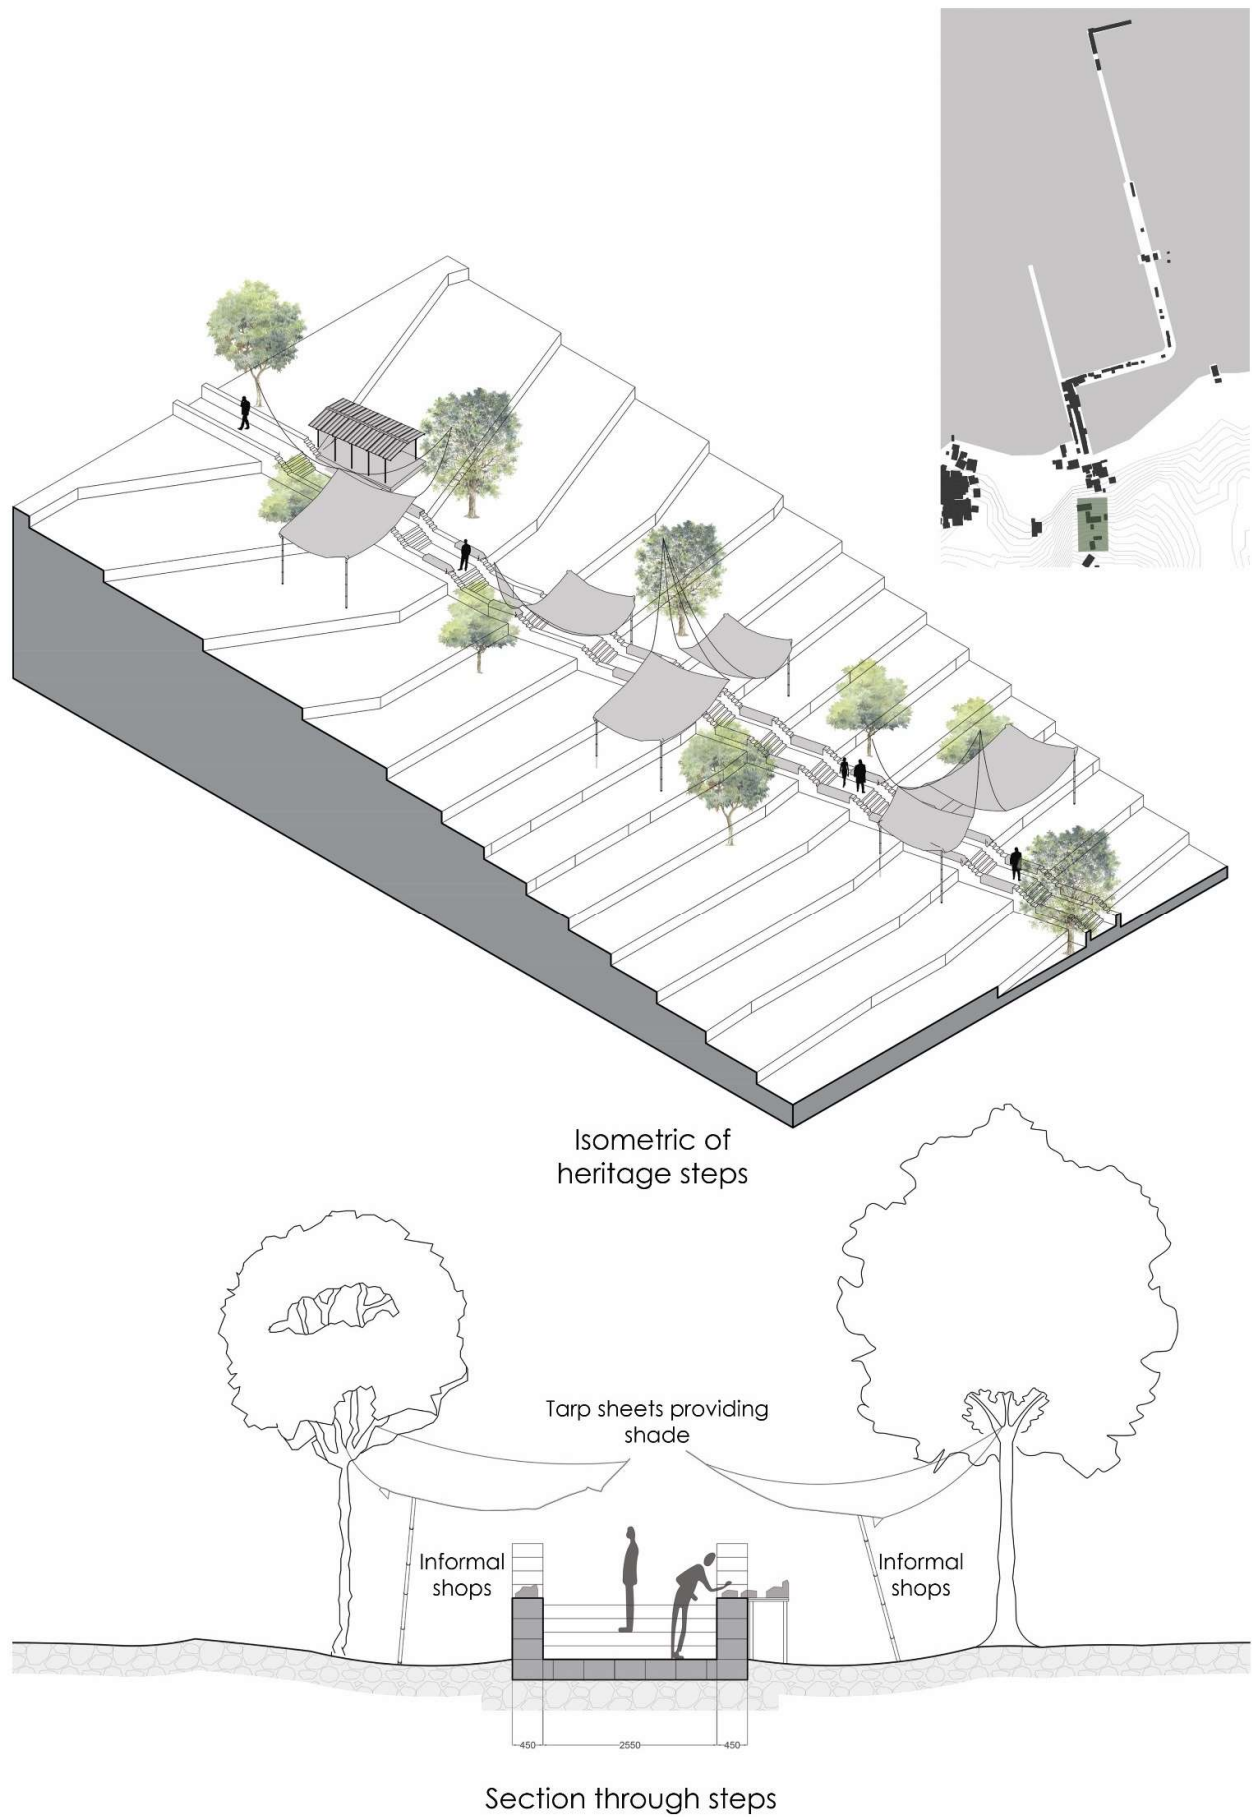 Isometric of
heritage steps
Tarp sheets providing
shade
Informal
shops
Informal
shops
450
2550
450
Section through steps